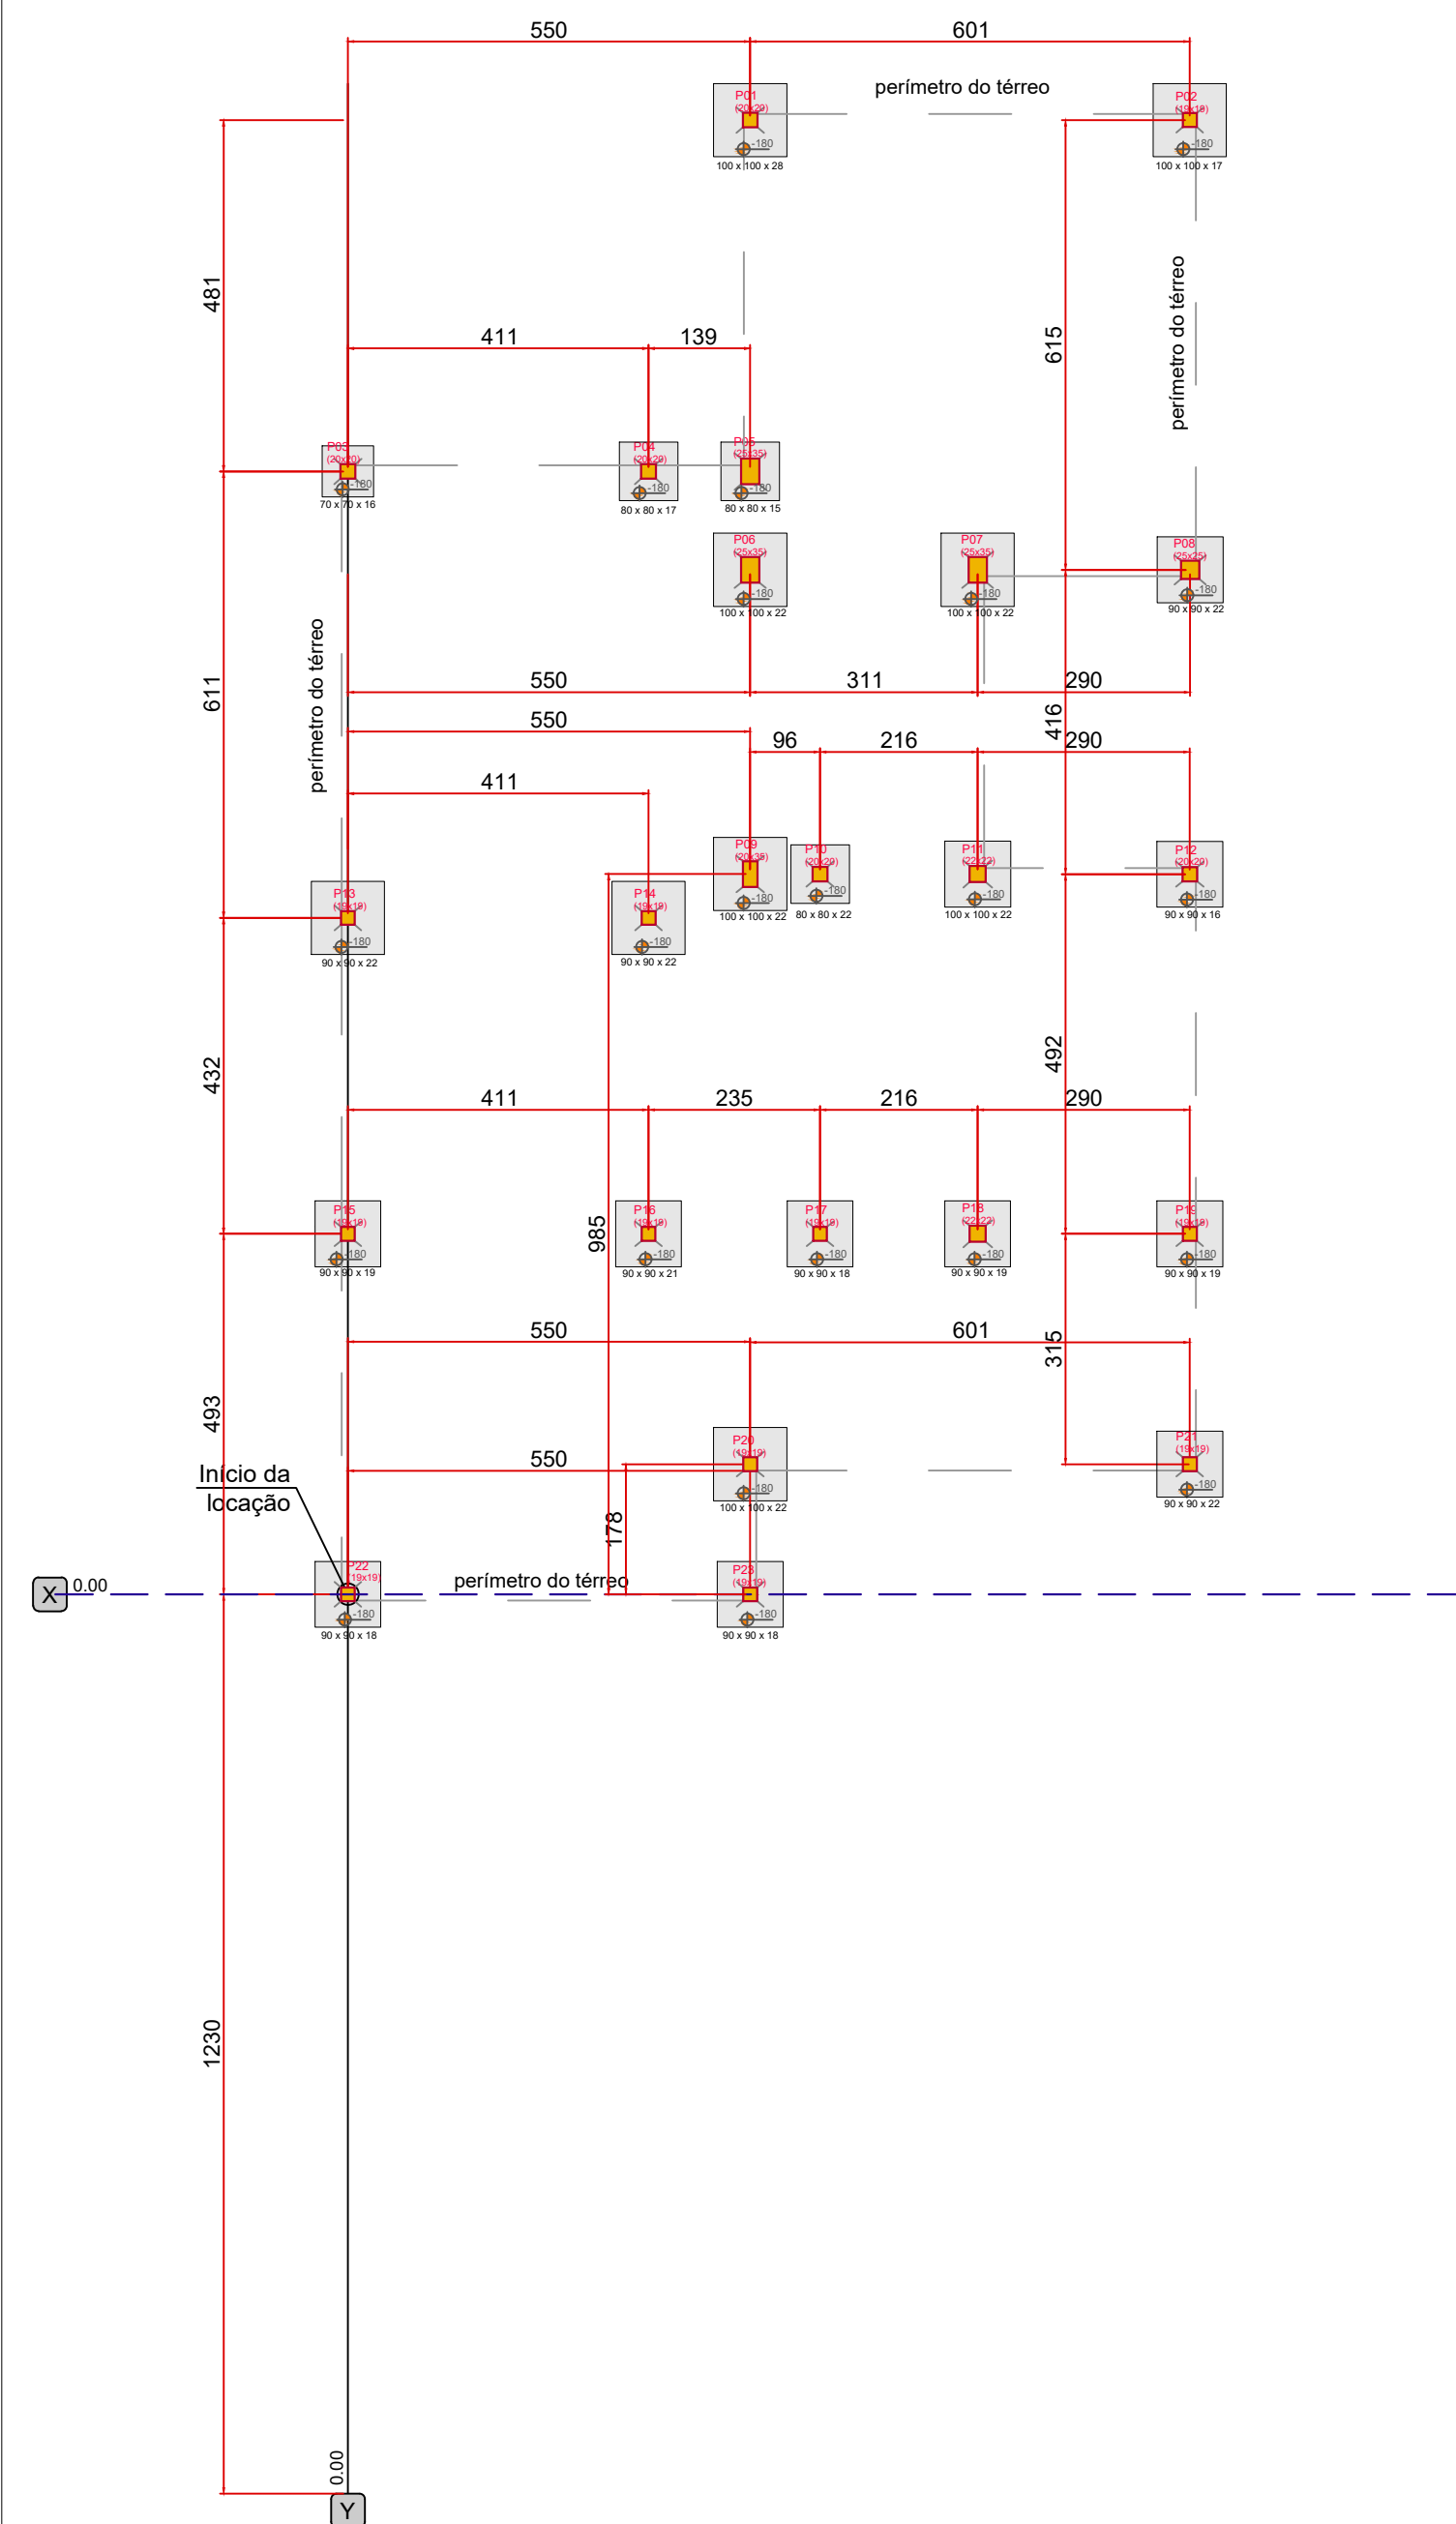 550
601
perímetro do térreo
P01
(20x20)
-180
100 x 100 x 28
P02
(19x19)
-180
100 x 100 x 17
481
615
perímetro do térreo
411
139
P03
(20x20)
-180
70 x 70 x 16
P04
(20x20)
-180
80 x 80 x 17
P05
(25x35)
-180
80 x 80 x 15
P06
(25x35)
-180
100 x 100 x 22
P07
(25x35)
-180
100 x 100 x 22
P08
(25x25)
-180
90 x 90 x 22
611
perímetro do térreo
550
311
290
416
550
96
216
290
411
P09
(20x35)
-180
100 x 100 x 22
P10
(20x20)
-180
80 x 80 x 22
P11
(22x22)
-180
100 x 100 x 22
P12
(20x20)
-180
90 x 90 x 16
P13
(19x19)
-180
90 x 90 x 22
P14
(19x19)
-180
90 x 90 x 22
432
492
411
235
216
290
985
P15
(19x19)
-180
90 x 90 x 19
P16
(19x19)
-180
90 x 90 x 21
P17
(19x19)
-180
90 x 90 x 18
P18
(22x22)
-180
90 x 90 x 19
P19
(19x19)
-180
90 x 90 x 19
550
601
315
493
P20
(19x19)
-180
100 x 100 x 22
P21
(19x19)
-180
90 x 90 x 22
550
178
Início da
locação
X
0.00
P22
(19x19)
-180
90 x 90 x 18
perímetro do térreo
P23
(19x19)
-180
90 x 90 x 18
1230
0.00
Y